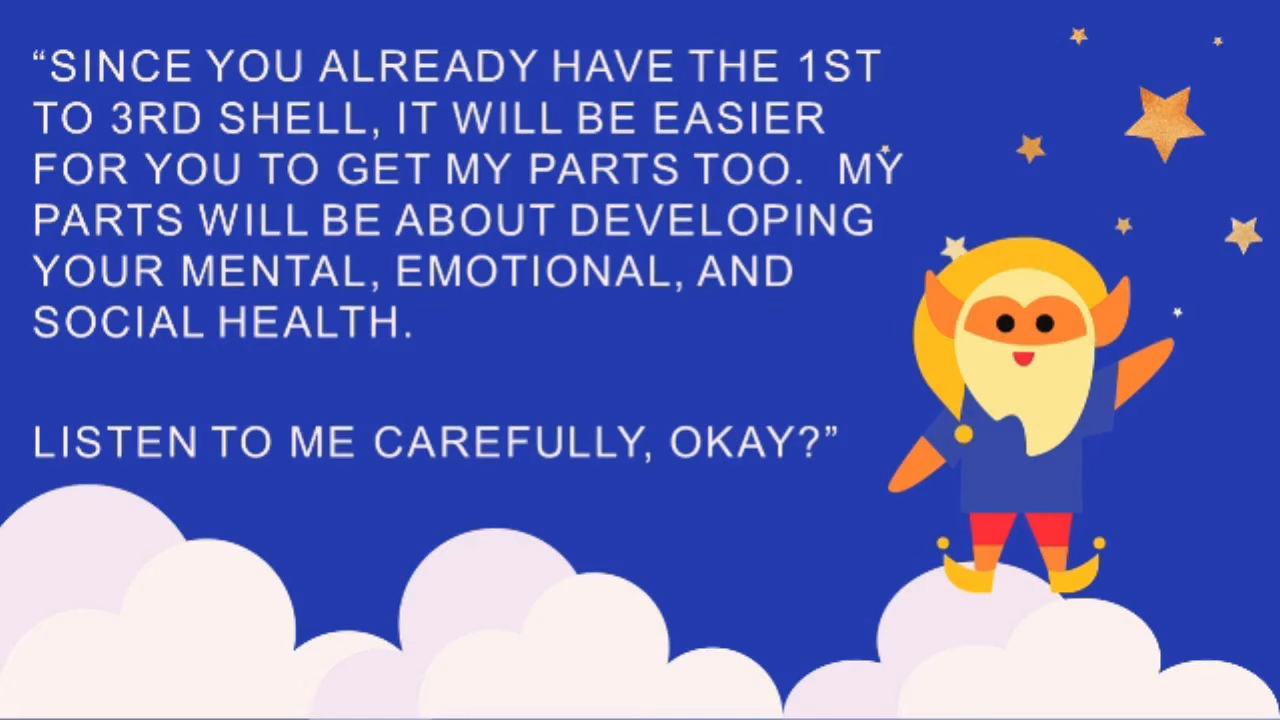 “SINCE YOU ALREADY HAVE THE 1ST
TO 3RD SHELL, IT WILL BE EASIER
FOR YOU TO GET MY PARTS TOO. MY
PARTS WILL BE ABOUT DEVELOPING
YOUR MENTAL, EMOTIONAL, AND
SOCIAL HEALTH.
LISTEN TO ME CAREFULLY, OKAY?”